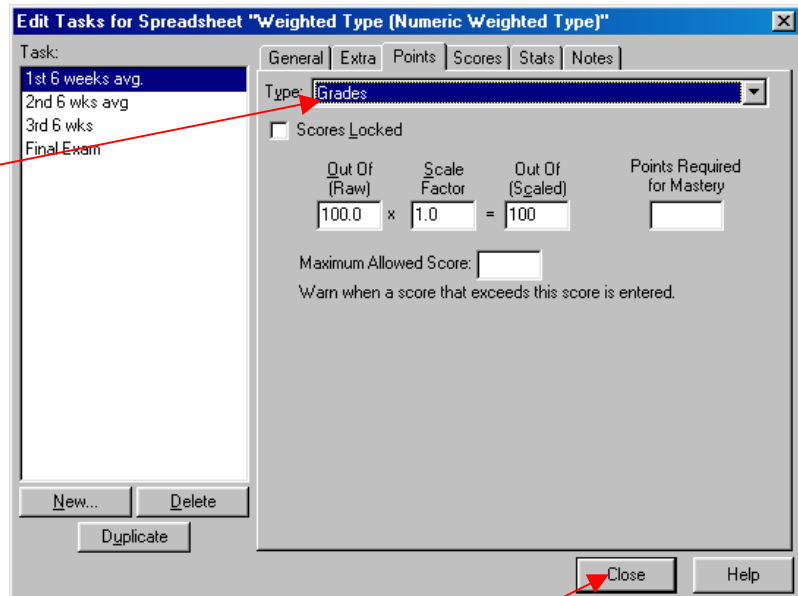 Edit Tasks for Spreadsheet "Weighted Type (Numeric Weighted Type)"
Task:
1st 6 weeks avg.
2nd 6 wks avg
3rd 6 wks
Final Exam
New...
Delete
Duplicate
General
Extra
Points
Scores
Stats
Notes
Type: Grades
Scores Locked
Out Of (Raw)
Scale Factor
Out Of (Scaled)
Points Required for Mastery
100.0 x 1.0 = 100
Maximum Allowed Score:
Warn when a score that exceeds this score is entered.
Close
Help